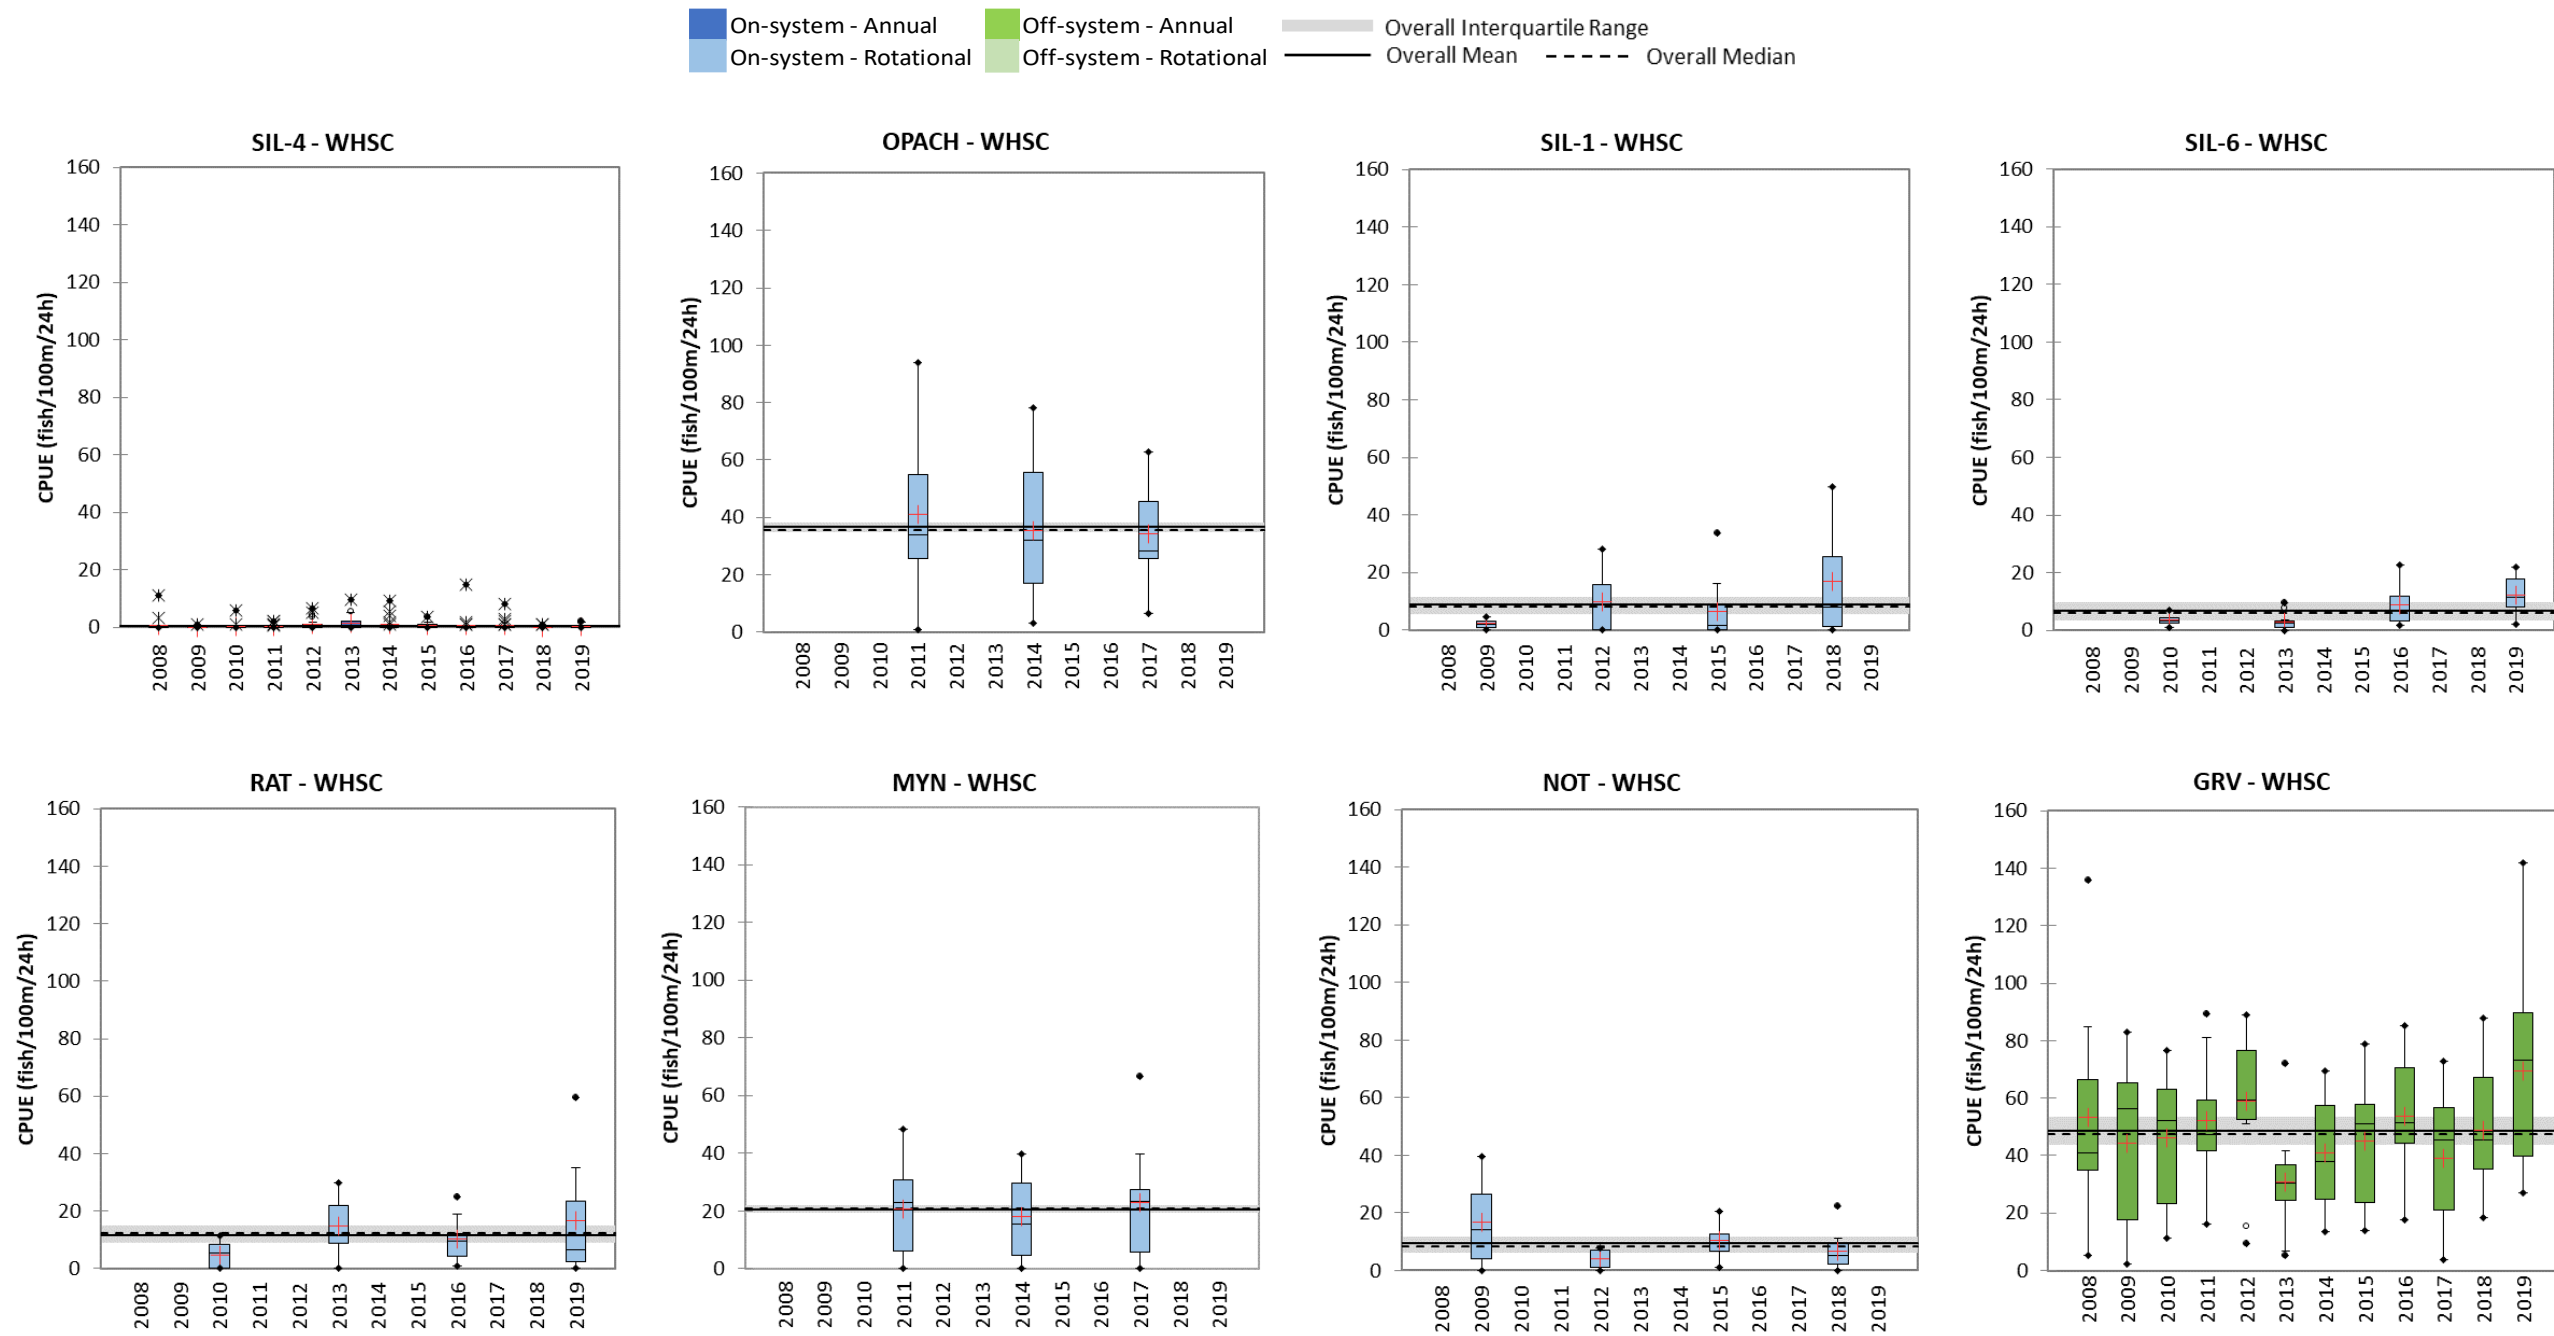 On-system - Annual Off-system - Annual Overall Interquartile Range
On-system - Rotational Off-system - Rotational Overall Mean Overall Median
SIL-4 - WHSC
CPUE (fish/100m/24h)
160
140
120
100
80
60
40
20
0
2008 2009 2010 2011 2012 2013 2014 2015 2016 2017 2018 2019
OPACH - WHSC
CPUE (fish/100m/24h)
160
140
120
100
80
60
40
20
0
2008 2009 2010 2011 2012 2013 2014 2015 2016 2017 2018 2019
SIL-1 - WHSC
CPUE (fish/100m/24h)
160
140
120
100
80
60
40
20
0
2008 2009 2010 2011 2012 2013 2014 2015 2016 2017 2018 2019
SIL-6 - WHSC
CPUE (fish/100m/24h)
160
140
120
100
80
60
40
20
0
2008 2009 2010 2011 2012 2013 2014 2015 2016 2017 2018 2019
RAT - WHSC
CPUE (fish/100m/24h)
160
140
120
100
80
60
40
20
0
2008 2009 2010 2011 2012 2013 2014 2015 2016 2017 2018 2019
MYN - WHSC
CPUE (fish/100m/24h)
160
140
120
100
80
60
40
20
0
2008 2009 2010 2011 2012 2013 2014 2015 2016 2017 2018 2019
NOT - WHSC
CPUE (fish/100m/24h)
160
140
120
100
80
60
40
20
0
2008 2009 2010 2011 2012 2013 2014 2015 2016 2017 2018 2019
GRV - WHSC
CPUE (fish/100m/24h)
160
140
120
100
80
60
40
20
0
2008 2009 2010 2011 2012 2013 2014 2015 2016 2017 2018 2019